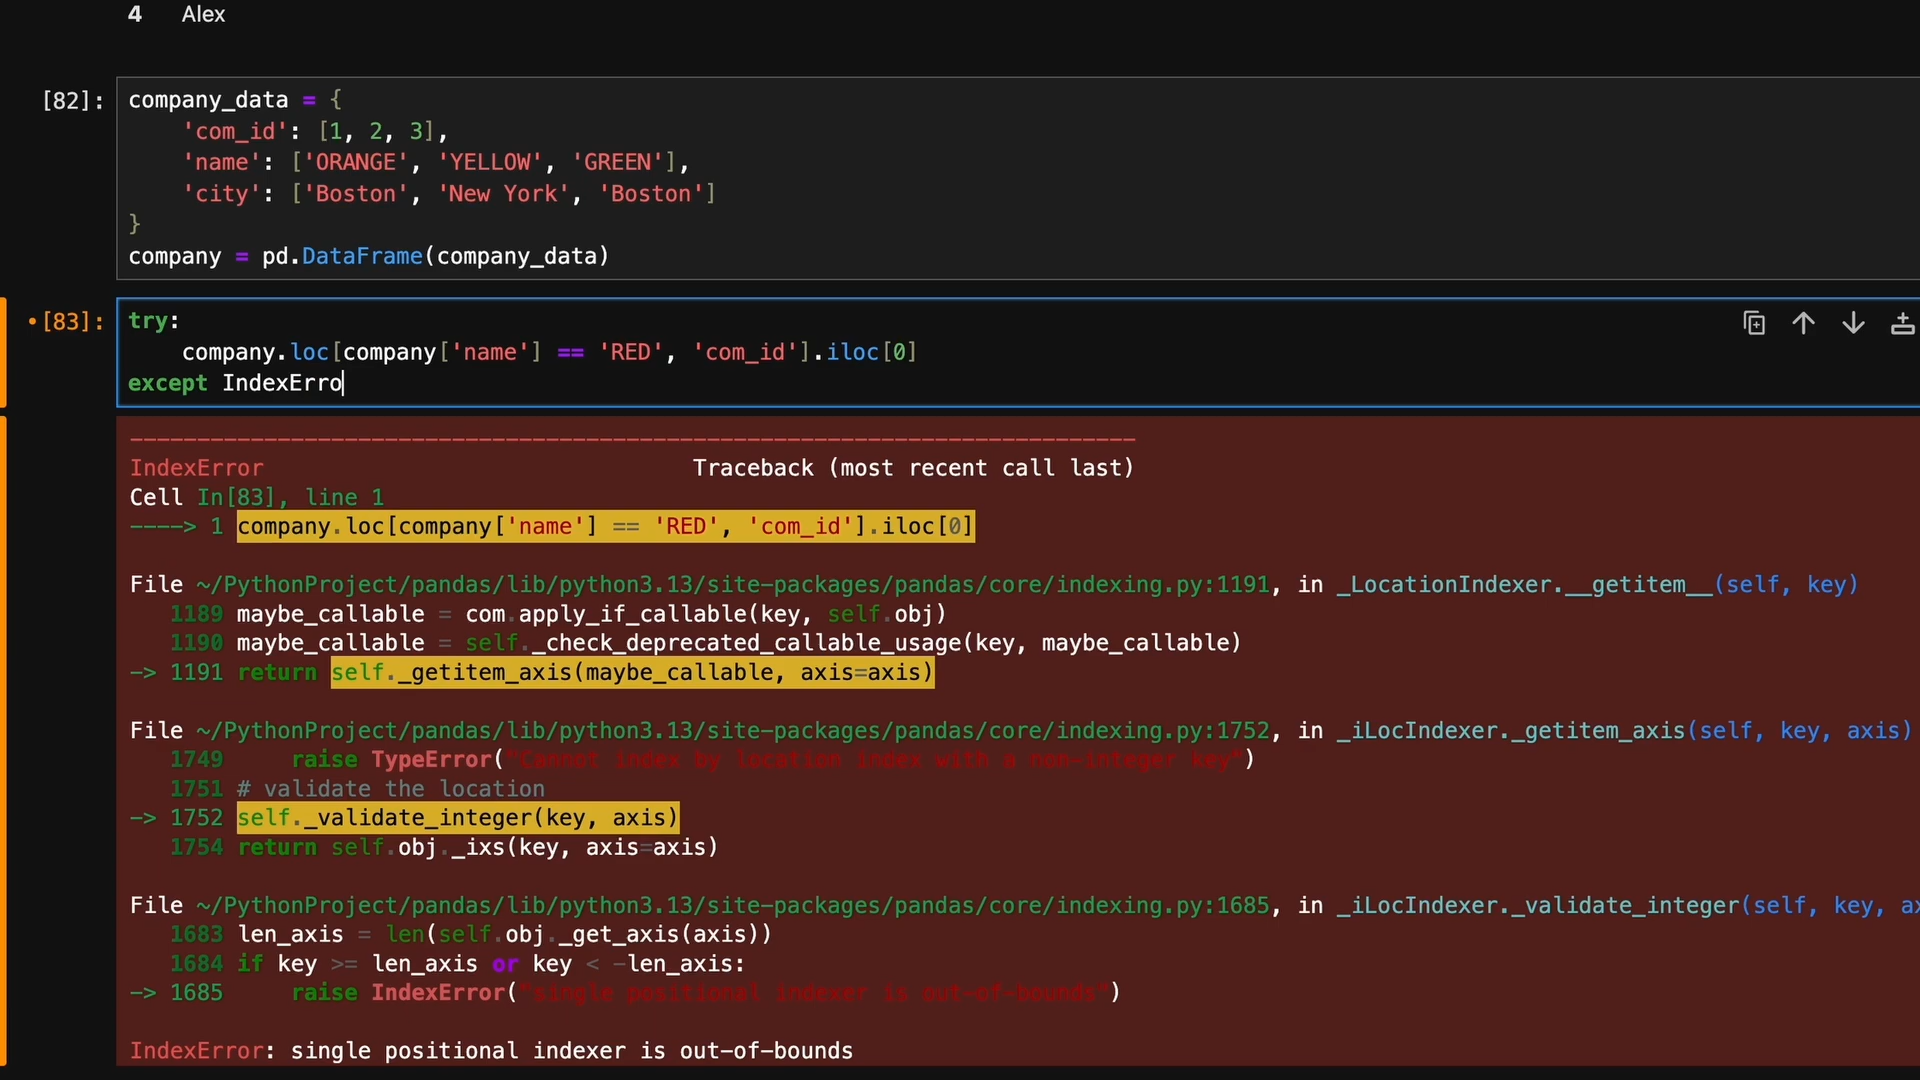 4 Alex
[82]: company_data = {
'com_id': [1, 2, 3],
'name': ['ORANGE', 'YELLOW', 'GREEN'],
'city': ['Boston', 'New York', 'Boston']
}
company = pd.DataFrame(company_data)
•[83]: try:
company.loc[company['name'] == 'RED', 'com_id'].iloc[0]
except IndexErro
---------------------------------------------------------------------------
IndexError Traceback (most recent call last)
Cell In[83], line 1
----> 1 company.loc[company['name'] == 'RED', 'com_id'].iloc[0]
File ~/PythonProject/pandas/lib/python3.13/site-packages/pandas/core/indexing.py:1191, in _LocationIndexer.__getitem__(self, key)
1189 maybe_callable = com.apply_if_callable(key, self.obj)
1190 maybe_callable = self._check_deprecated_callable_usage(key, maybe_callable)
-> 1191 return self._getitem_axis(maybe_callable, axis=axis)
File ~/PythonProject/pandas/lib/python3.13/site-packages/pandas/core/indexing.py:1752, in _iLocIndexer._getitem_axis(self, key, axis)
1749 raise TypeError("Cannot index by location index with a non-integer key")
1751 # validate the location
-> 1752 self._validate_integer(key, axis)
1754 return self.obj._ixs(key, axis=axis)
File ~/PythonProject/pandas/lib/python3.13/site-packages/pandas/core/indexing.py:1685, in _iLocIndexer._validate_integer(self, key, ax
1683 len_axis = len(self.obj._get_axis(axis))
1684 if key >= len_axis or key < -len_axis:
-> 1685 raise IndexError("single positional indexer is out-of-bounds")
IndexError: single positional indexer is out-of-bounds